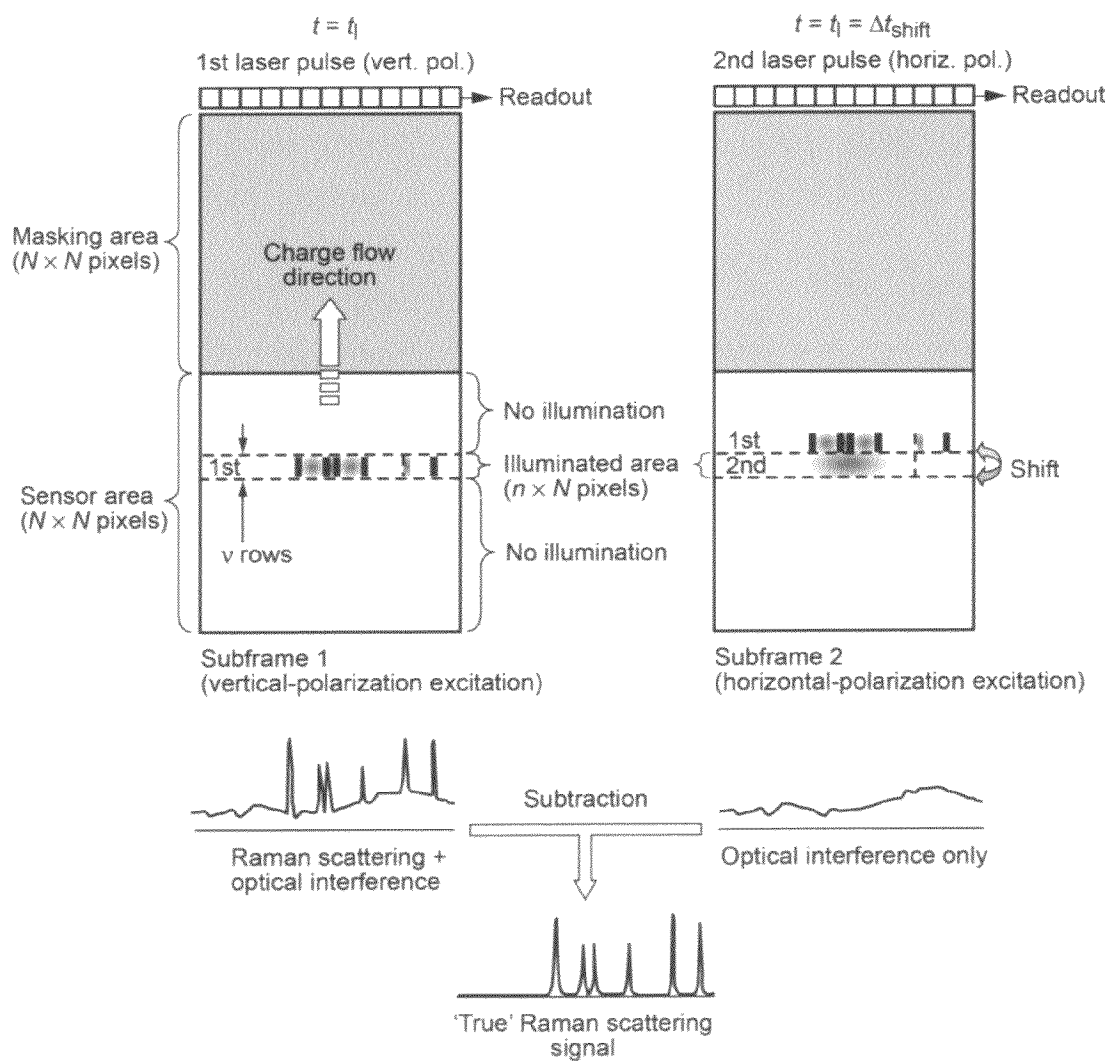 t = tI
1st laser pulse (vert. pol.)
Readout
Masking area
(N × N pixels)
Charge flow
direction
No illumination
1st
Illuminated area
(n × N pixels)
Sensor area
(N × N pixels)
ν rows
No illumination
Subframe 1
(vertical-polarization excitation)
t = tI = Δtshift
2nd laser pulse (horiz. pol.)
Readout
1st
2nd
Shift
Subframe 2
(horizontal-polarization excitation)
Raman scattering +
optical interference
Subtraction
Optical interference only
‘True’ Raman scattering
signal